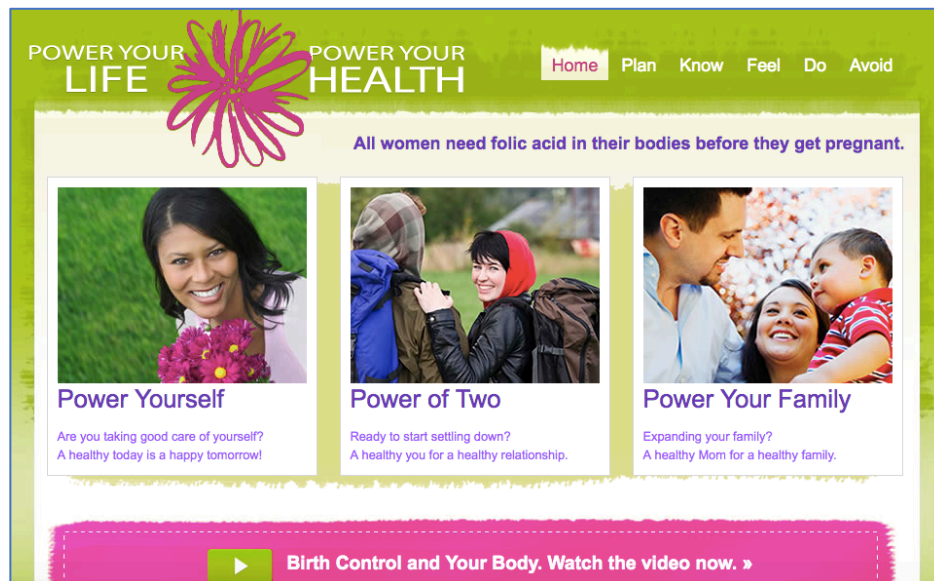 POWER YOUR LIFE
POWER YOUR HEALTH
Home Plan Know Feel Do Avoid
All women need folic acid in their bodies before they get pregnant.
Power Yourself
Are you taking good care of yourself?
A healthy today is a happy tomorrow!
Power of Two
Ready to start settling down?
A healthy you for a healthy relationship.
Power Your Family
Expanding your family?
A healthy Mom for a healthy family.
Birth Control and Your Body. Watch the video now. »